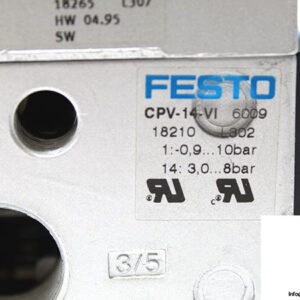 18265 L307
HW 04.95
SW
FESTO
CPV-14-VI 6009
18210 L302
1:-0,9...10bar
14: 3,0...8bar
3/5